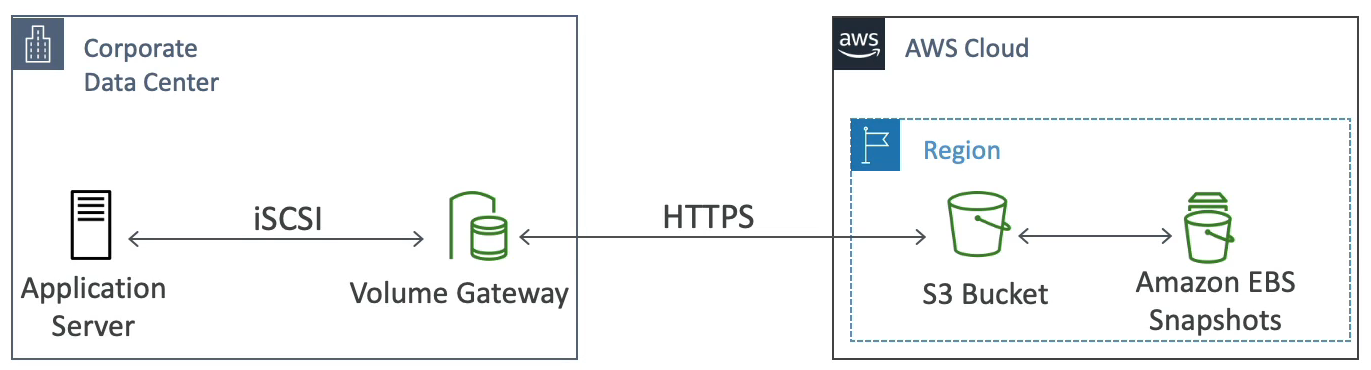 Corporate
Data Center
aws
AWS Cloud
Region
iSCSI
HTTPS
Application
Server
Volume Gateway
S3 Bucket
Amazon EBS
Snapshots